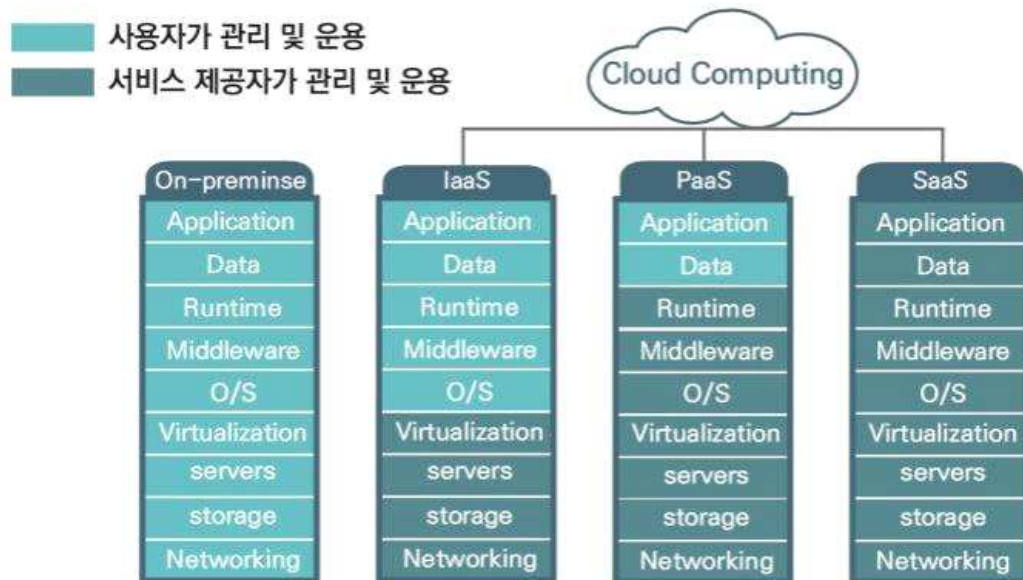 사용자가 관리 및 운용
서비스 제공자가 관리 및 운용
Cloud Computing
On-preminse
Application
Data
Runtime
Middleware
O/S
Virtualization
servers
storage
Networking
IaaS
Application
Data
Runtime
Middleware
O/S
Virtualization
servers
storage
Networking
PaaS
Application
Data
Runtime
Middleware
O/S
Virtualization
servers
storage
Networking
SaaS
Application
Data
Runtime
Middleware
O/S
Virtualization
servers
storage
Networking